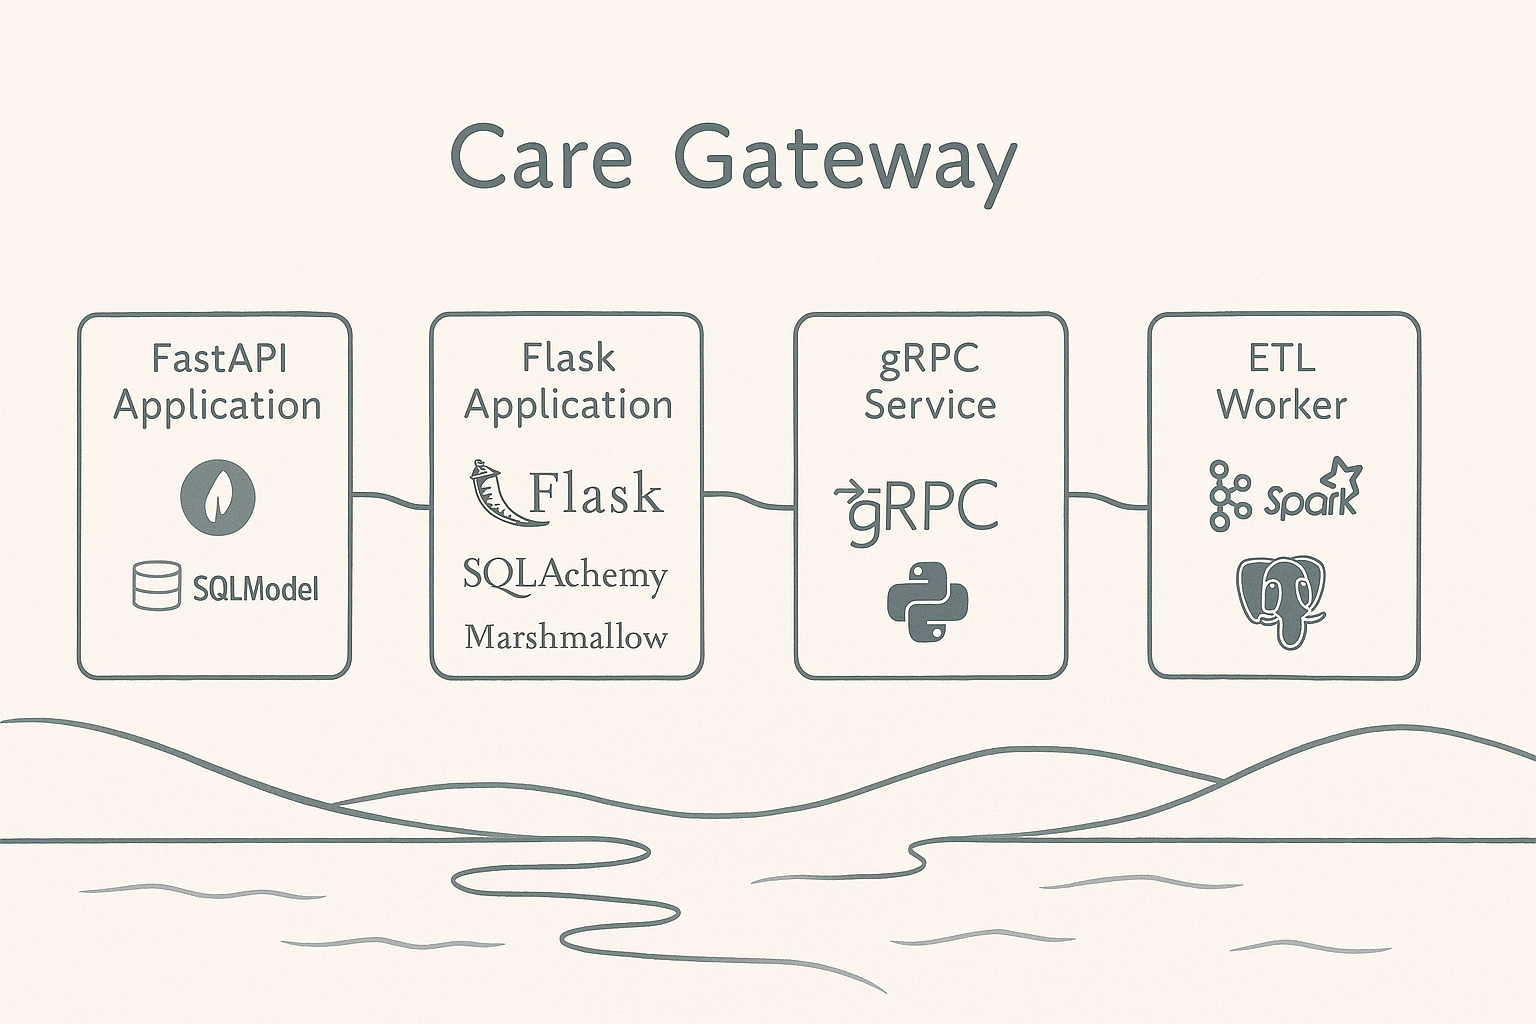 Care Gateway
FastAPI
Application
SQLModel
Flask
Application
Flask
SQLAchemy
Marshmallow
gRPC
Service
gRPC
ETL
Worker
Spark